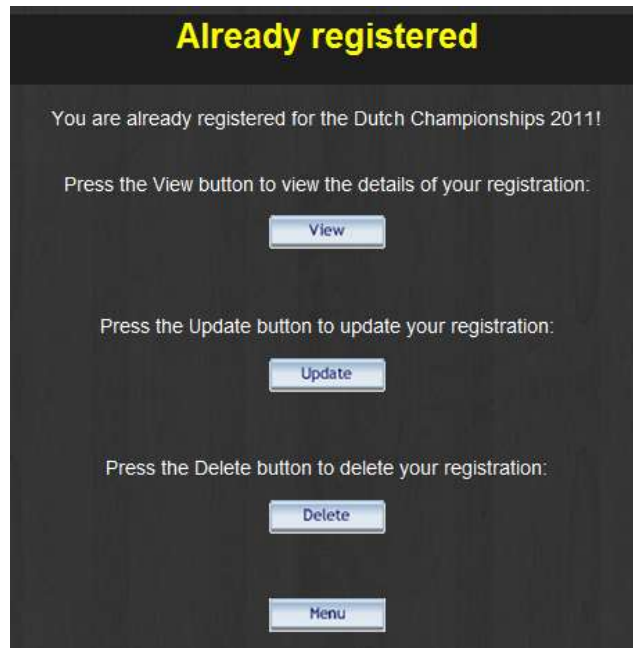 Already registered
You are already registered for the Dutch Championships 2011!
Press the View button to view the details of your registration:
View
Press the Update button to update your registration:
Update
Press the Delete button to delete your registration:
Delete
Menu